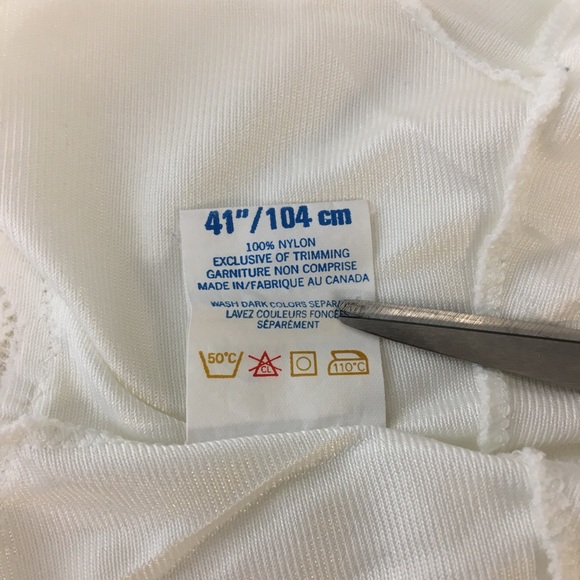 41"/104 cm
100% NYLON
EXCLUSIVE OF TRIMMING
GARNITURE NON COMPRISE
MADE IN/FABRIQUE AU CANADA
WASH DARK COLORS
LAVEZ COULEURS
SÉPARÉMENT
50°C CL 110°C